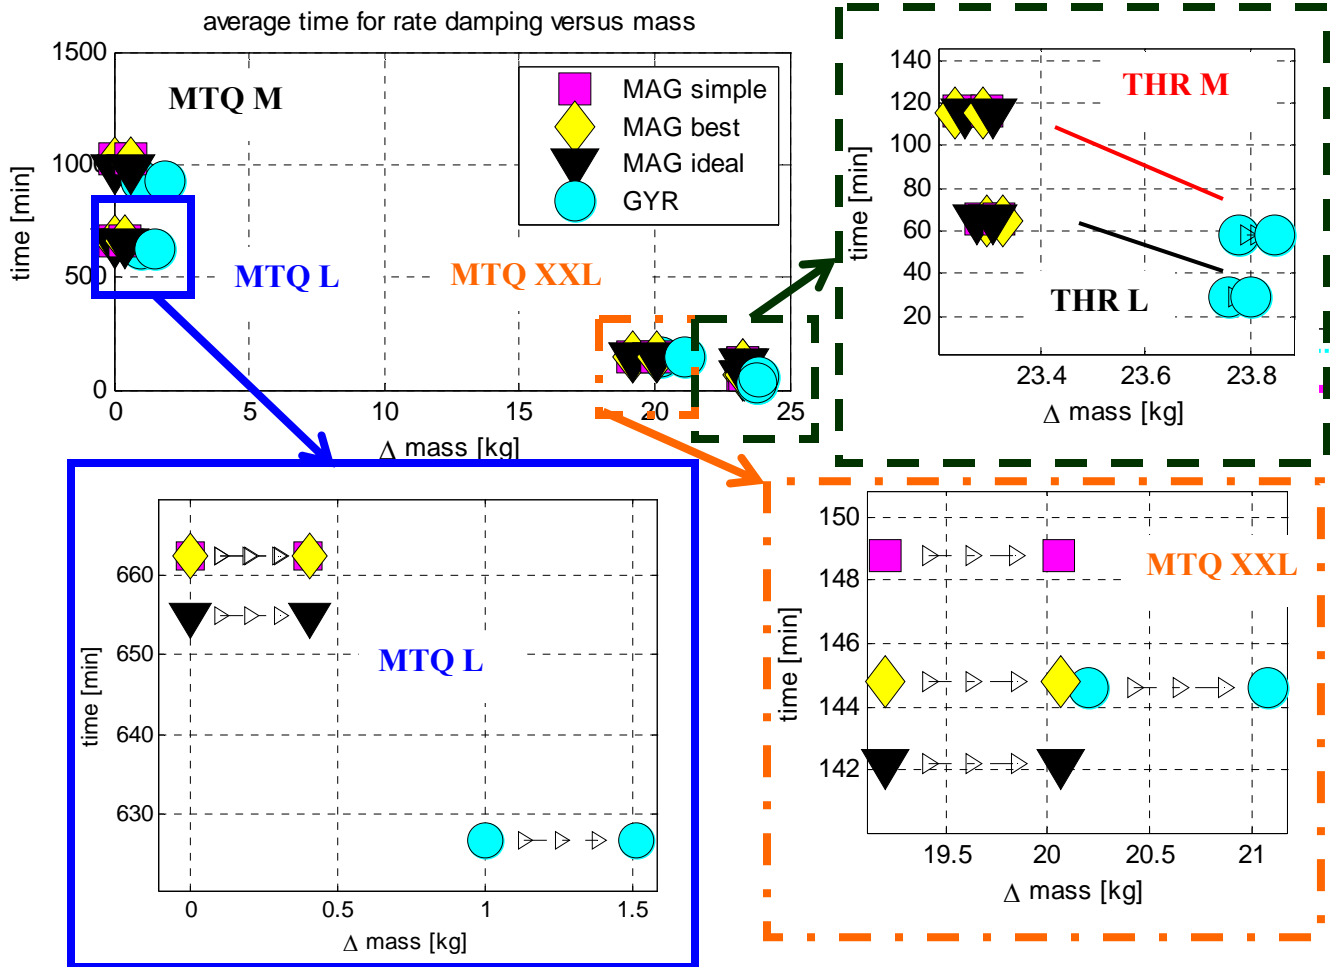 average time for rate damping versus mass
1500
1000
500
0
time [min]
0
5
10
15
20
25
Δ mass [kg]
MTQ M
MTQ L
MTQ XXL
MAG simple
MAG best
MAG ideal
GYR
140
120
100
80
60
40
20
time [min]
THR M
THR L
23.4
23.6
23.8
Δ mass [kg]
660
650
640
630
time [min]
MTQ L
0
0.5
1
1.5
Δ mass [kg]
150
148
146
144
142
time [min]
MTQ XXL
19.5
20
20.5
21
Δ mass [kg]